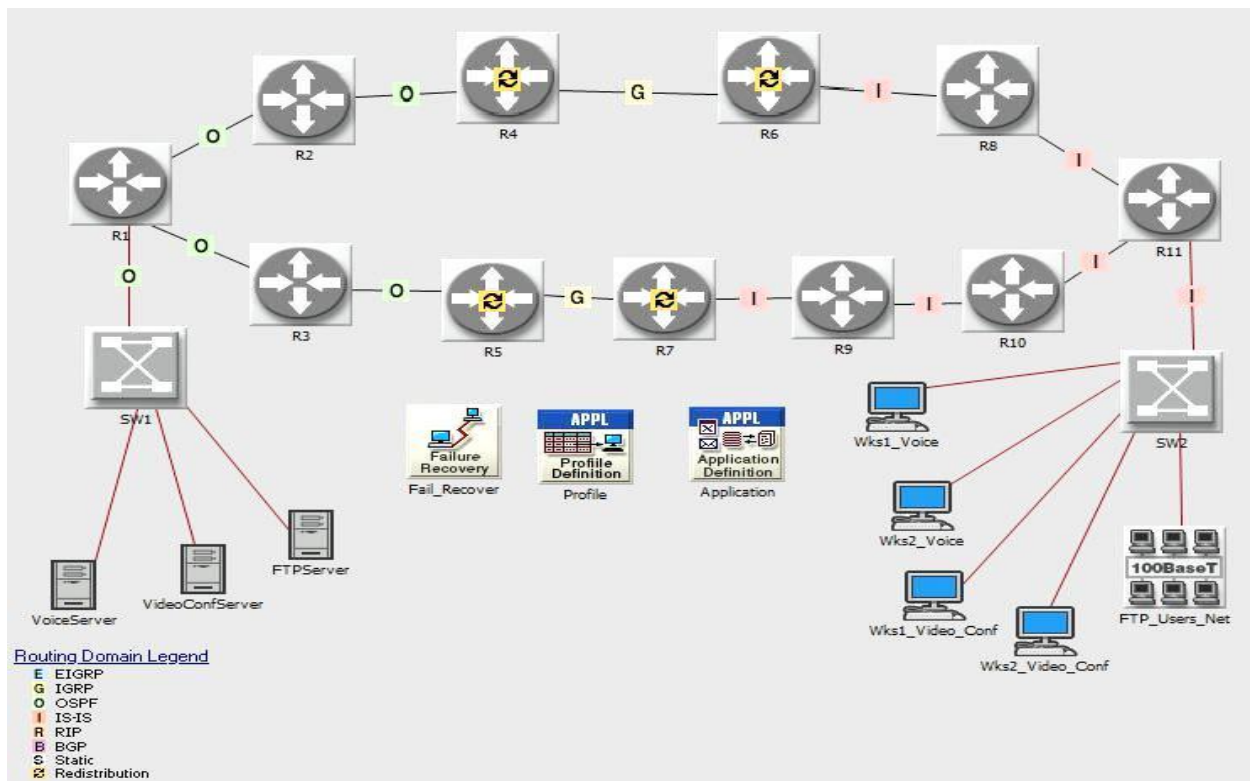 R4
G
R6
I
R8
O
R2
O
I
R1
O
R11
O
R3
O
R5
G
R7
I
R9
I
R10
I
I
O
SW1
SW2
Failure
Recovery
Fail_Recover
APPL
Profile
Definition
Profile
APPL
Application
Definition
Application
Wks1_Voice
Wks2_Voice
Wks1_Video_Conf
Wks2_Video_Conf
100BaseT
FTP_Users_Net
VoiceServer
VideoConfServer
FTPServer
Routing Domain Legend
E EIGRP
G IGRP
O OSPF
I IS-IS
R RIP
B BGP
S Static
Redistribution